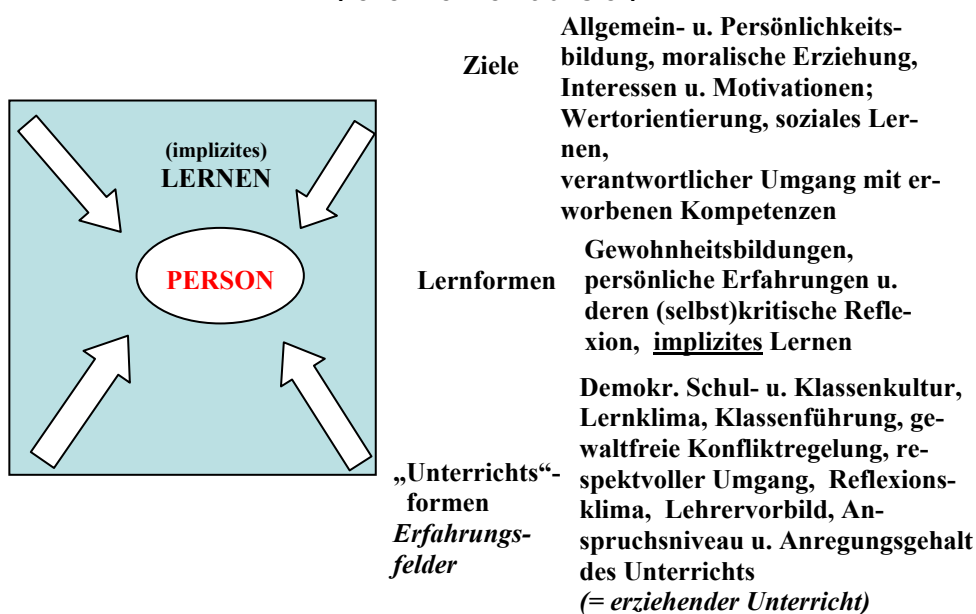 Ziele
Allgemein- u. Persönlichkeits-
bildung, moralische Erziehung,
Interessen u. Motivationen;
Wertorientierung, soziales Ler-
nen,
verantwortlicher Umgang mit er-
worbenen Kompetenzen
(implizites)
LERNEN
PERSON
Lernformen
Gewohnheitsbildungen,
persönliche Erfahrungen u.
deren (selbst)kritische Refle-
xion, implizites Lernen
„Unterrichts“-
formen
Erfahrungs-
felder
Demokr. Schul- u. Klassenkultur,
Lernklima, Klassenführung, ge-
waltfreie Konfliktregelung, re-
spektvoller Umgang, Reflexions-
klima, Lehrervorbild, An-
spruchsniveau u. Anregungsgehalt
des Unterrichts
(= erziehender Unterricht)